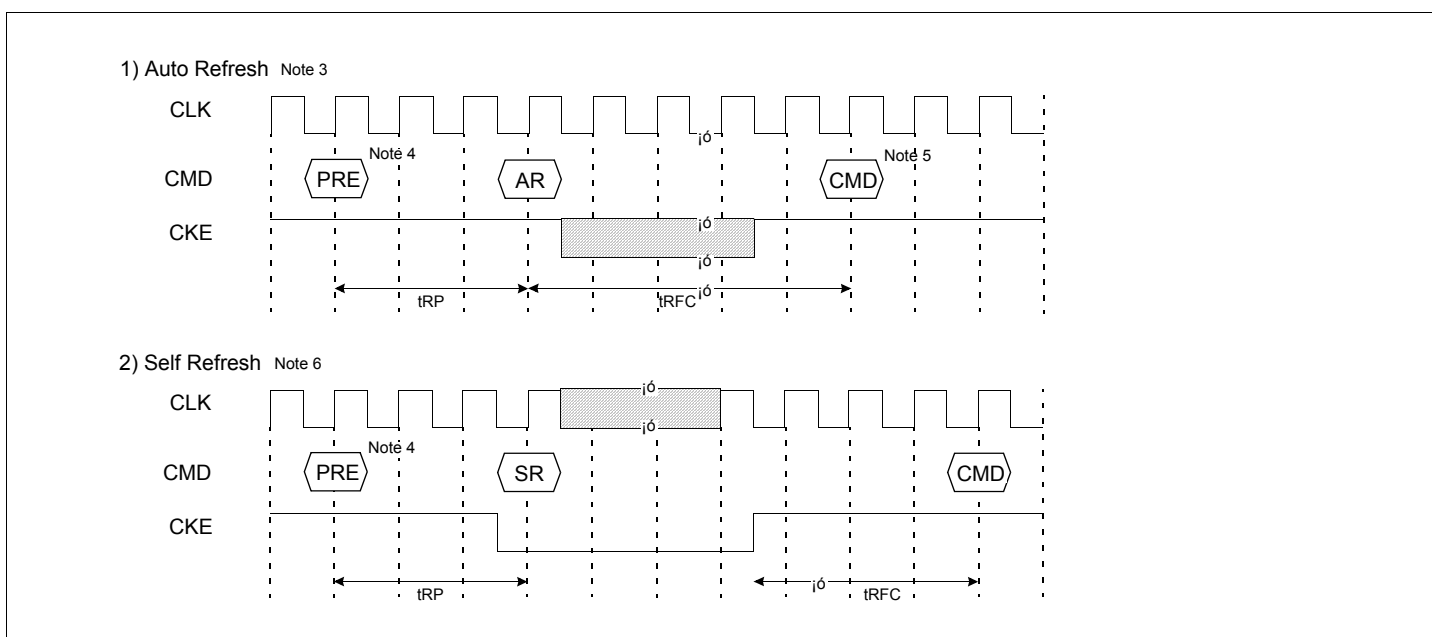 1) Auto Refresh Note 3
CLK
¡ó
CMD
PRE
Note 4
AR
CMD
Note 5
CKE
¡ó
¡ó
tRP
tRFC
¡ó
2) Self Refresh Note 6
CLK
¡ó
¡ó
CMD
PRE
Note 4
SR
CMD
CKE
tRP
¡ó
tRFC